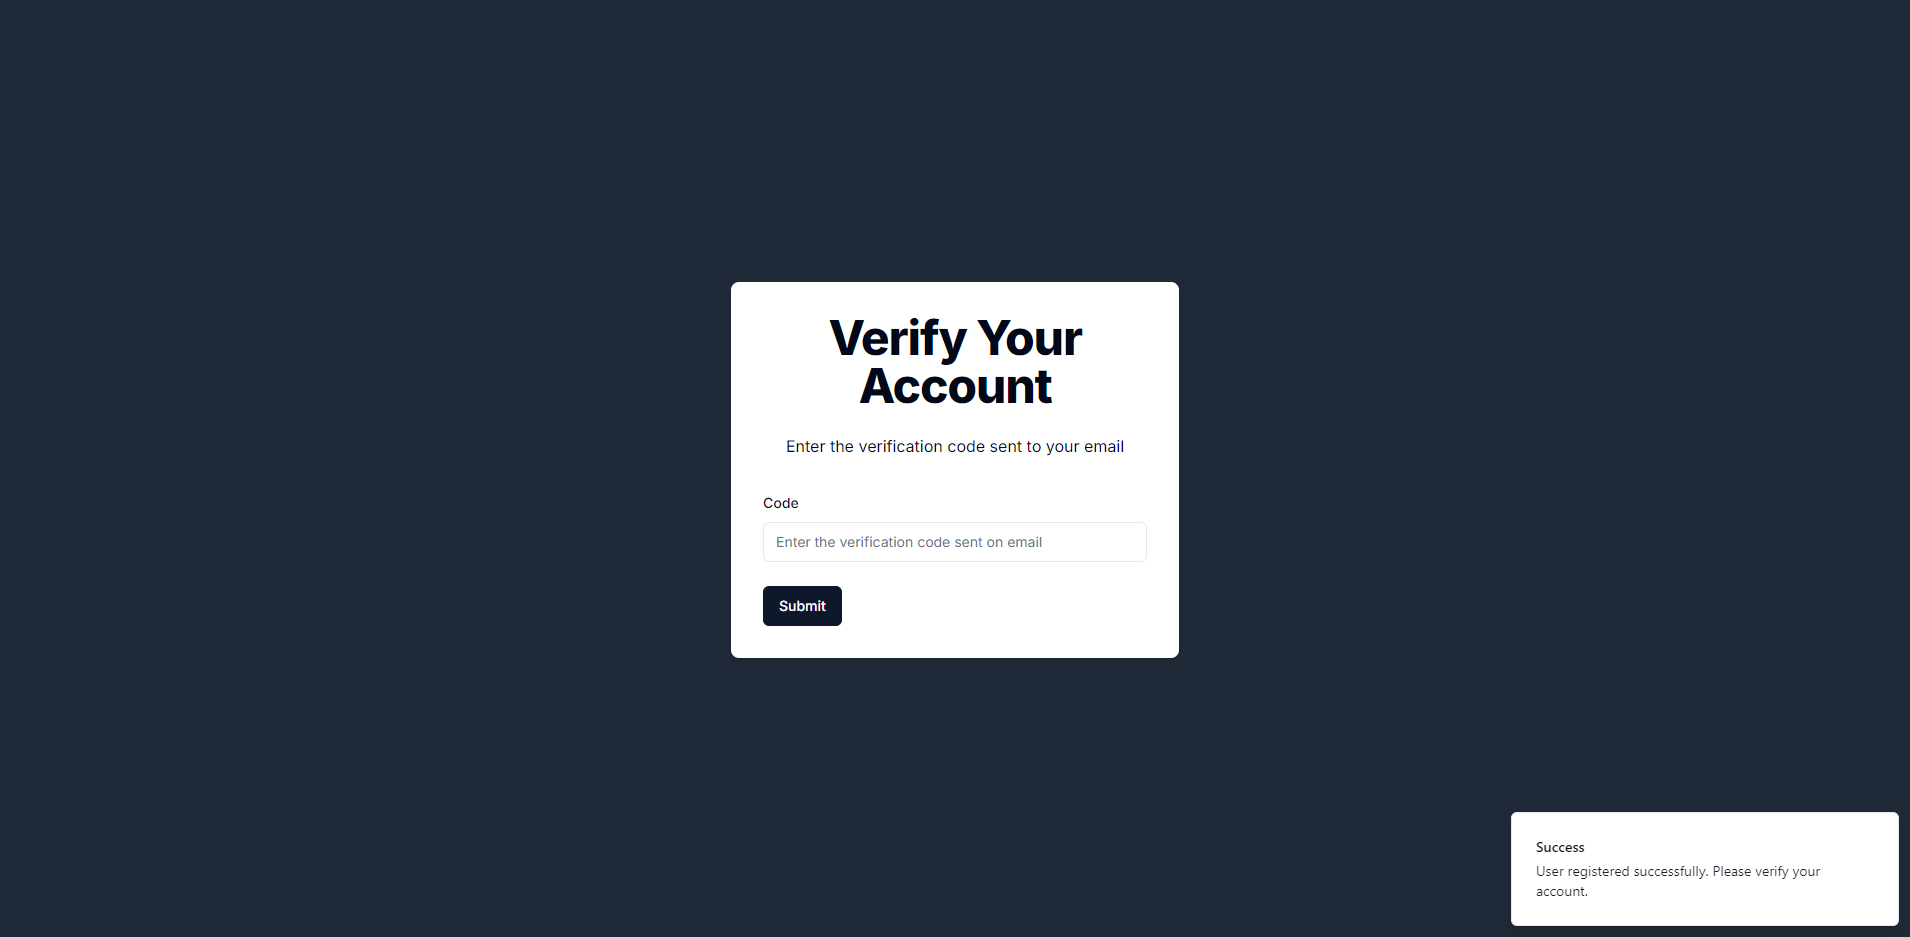 Verify Your
Account
Enter the verification code sent to your email
Code
Enter the verification code sent on email
Submit
Success
User registered successfully. Please verify your
account.